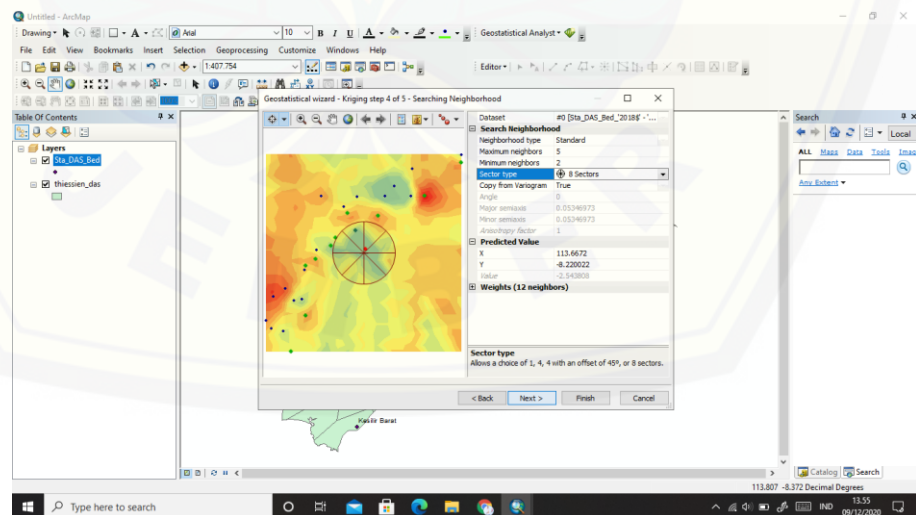 Untitled - ArcMap
Drawing
A
Arial
10
B I U A
Geostatistical Analyst
File Edit View Bookmarks Insert Selection Geoprocessing Customize Windows Help
1:407.754
Editor
Table Of Contents
Layers
Sta_DAS_Bed
thiessien_das
Geostatistical wizard - Kriging step 4 of 5 - Searching Neighborhood
Dataset #0 [Sta_DAS_Bed_'2018$' -'...
Search Neighborhood
Neighborhood type Standard
Maximum neighbors 5
Minimum neighbors 2
Sector type 8 Sectors
Copy from Variogram True
Angle 0
Major semiaxis 0.05346973
Minor semiaxis 0.05346973
Anisotropy factor 1
Predicted Value
X 113.6672
Y -8.220022
Value -2.543808
Weights (12 neighbors)
Sector type
Allows a choice of 1, 4, 4 with an offset of 45º, or 8 sectors.
< Back Next > Finish Cancel
Kesilir Barat
Search
Local
ALL Maps Data Tools Imag
Any Extent
Catalog Search
113.807 -8.372 Decimal Degrees
Type here to search
IND
13.55
09/12/2020